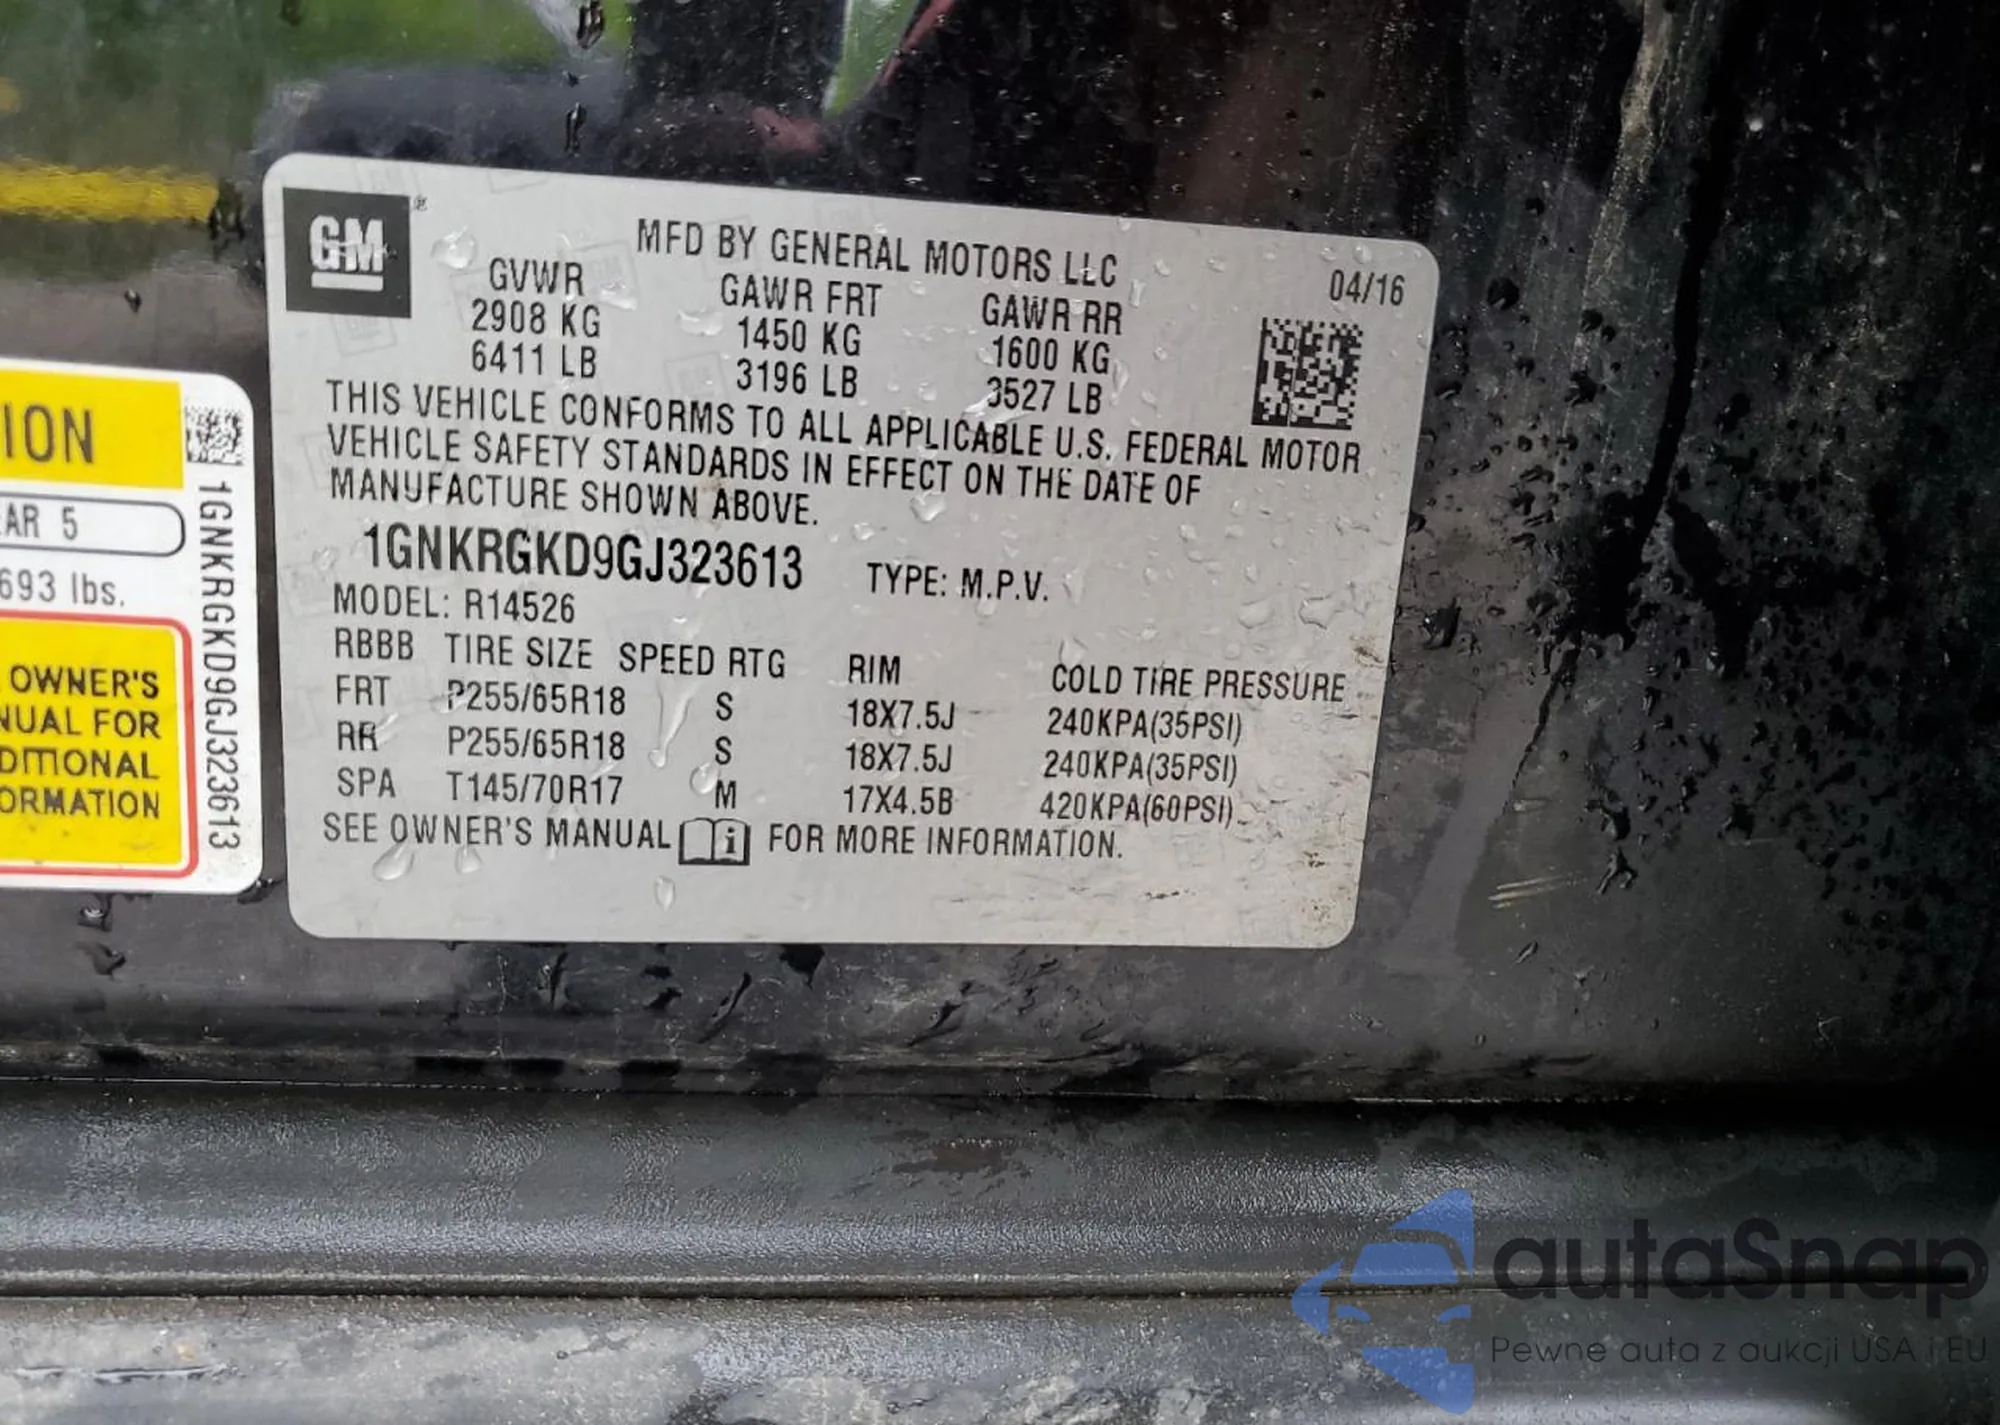 GM
®
MFD BY GENERAL MOTORS LLC
04/16
GVWR GAWR FRT GAWR RR
2908 KG 1450 KG 1600 KG
6411 LB 3196 LB 3527 LB
THIS VEHICLE CONFORMS TO ALL APPLICABLE U.S. FEDERAL MOTOR
VEHICLE SAFETY STANDARDS IN EFFECT ON THE DATE OF
MANUFACTURE SHOWN ABOVE.
1GNKRGKD9GJ323613 TYPE: M.P.V.
MODEL: R14526
RBBB TIRE SIZE SPEED RTG RIM COLD TIRE PRESSURE
FRT P255/65R18 S 18X7.5J 240KPA(35PSI)
RR P255/65R18 S 18X7.5J 240KPA(35PSI)
SPA T145/70R17 M 17X4.5B 420KPA(60PSI)
SEE OWNER'S MANUAL i FOR MORE INFORMATION.
ION
AR 5
693 lbs.
OWNER'S
NUAL FOR
DITIONAL
ORMATION
1GNKRGKD9GJ323613
autaSnap
Pewne auta z aukcji USA i EU